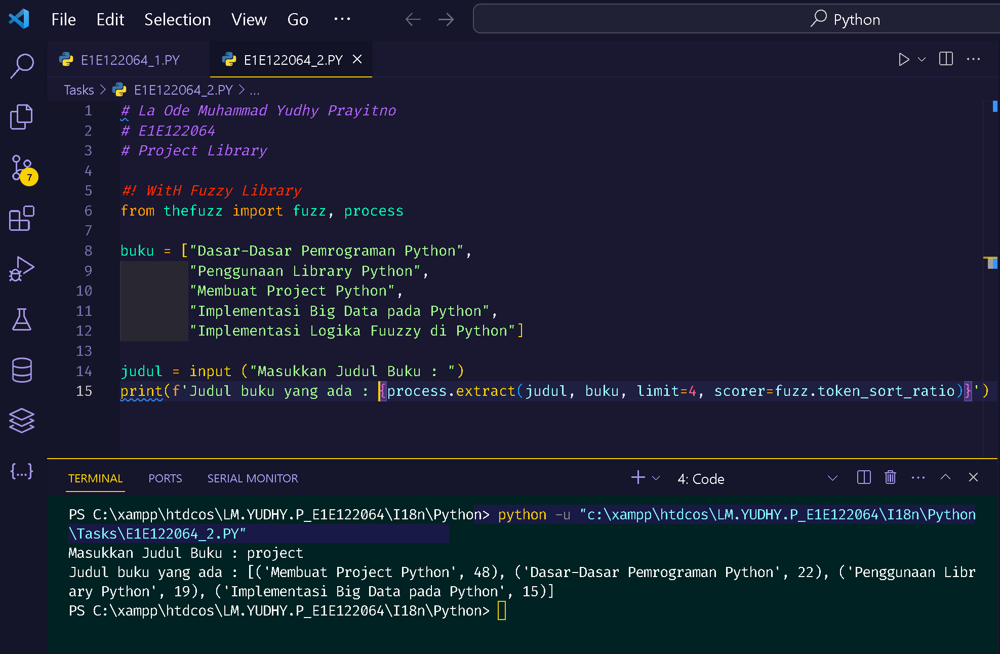 File Edit Selection View Go ··· Python
E1E122064_1.PY E1E122064_2.PY
Tasks > E1E122064_2.PY > ...
1 # La Ode Muhammad Yudhy Prayitno
2 # E1E122064
3 # Project Library
4
5 #! WitH Fuzzy Library
6 from thefuzz import fuzz, process
7
8 buku = ["Dasar-Dasar Pemrograman Python",
9 "Penggunaan Library Python",
10 "Membuat Project Python",
11 "Implementasi Big Data pada Python",
12 "Implementasi Logika Fuuzzy di Python"]
13
14 judul = input ("Masukkan Judul Buku : ")
15 print(f'Judul buku yang ada : {process.extract(judul, buku, limit=4, scorer=fuzz.token_sort_ratio)}')
7
{...}
TERMINAL PORTS SERIAL MONITOR 4: Code
PS C:\xampp\htdcos\LM.YUDHY.P_E1E122064\I18n\Python> python -u "c:\xampp\htdcos\LM.YUDHY.P_E1E122064\I18n\Python
\Tasks\E1E122064_2.PY"
Masukkan Judul Buku : project
Judul buku yang ada : [('Membuat Project Python', 48), ('Dasar-Dasar Pemrograman Python', 22), ('Penggunaan Libr
ary Python', 19), ('Implementasi Big Data pada Python', 15)]
PS C:\xampp\htdcos\LM.YUDHY.P_E1E122064\I18n\Python>